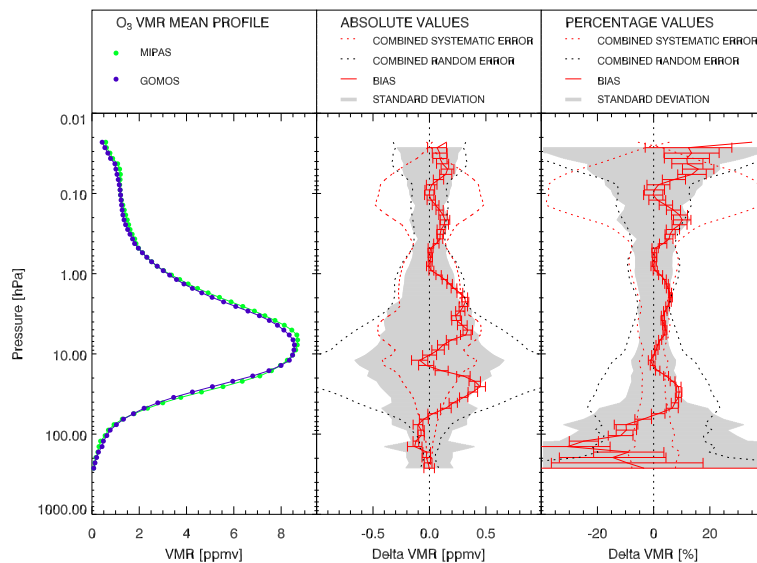 O3 VMR MEAN PROFILE
MIPAS
GOMOS
ABSOLUTE VALUES
COMBINED SYSTEMATIC ERROR
COMBINED RANDOM ERROR
BIAS
STANDARD DEVIATION
PERCENTAGE VALUES
COMBINED SYSTEMATIC ERROR
COMBINED RANDOM ERROR
BIAS
STANDARD DEVIATION
Pressure [hPa]
0.01
0.10
1.00
10.00
100.00
1000.00
0 2 4 6 8
VMR [ppmv]
-0.5 0.0 0.5
Delta VMR [ppmv]
-20 0 20
Delta VMR [%]